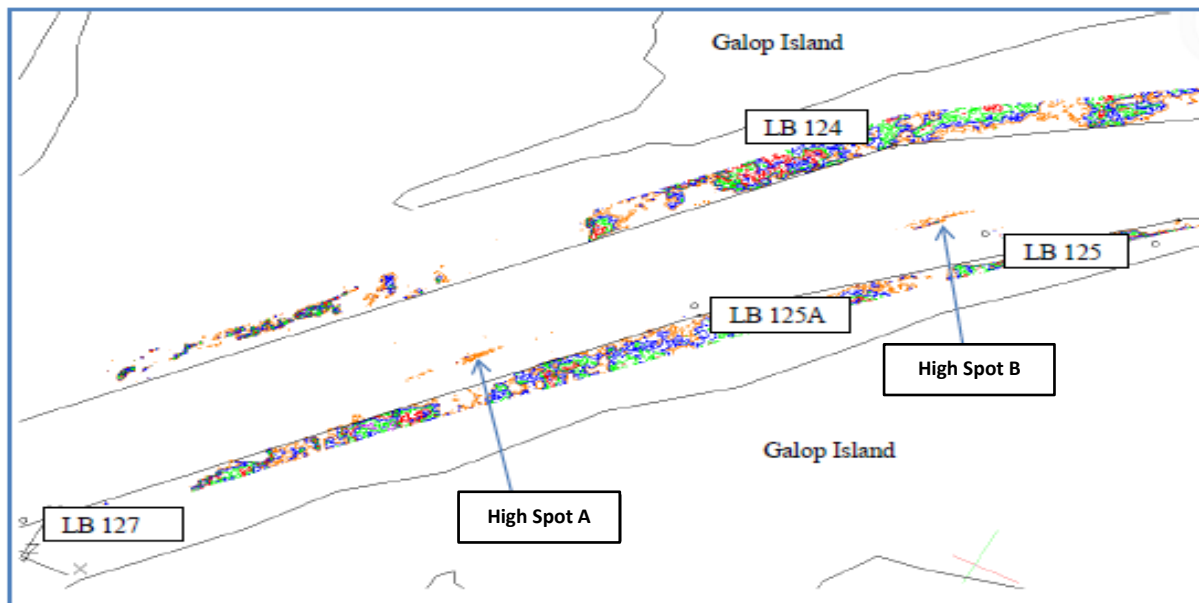 Galop Island
LB 124
LB 125
LB 125A
High Spot B
Galop Island
High Spot A
LB 127